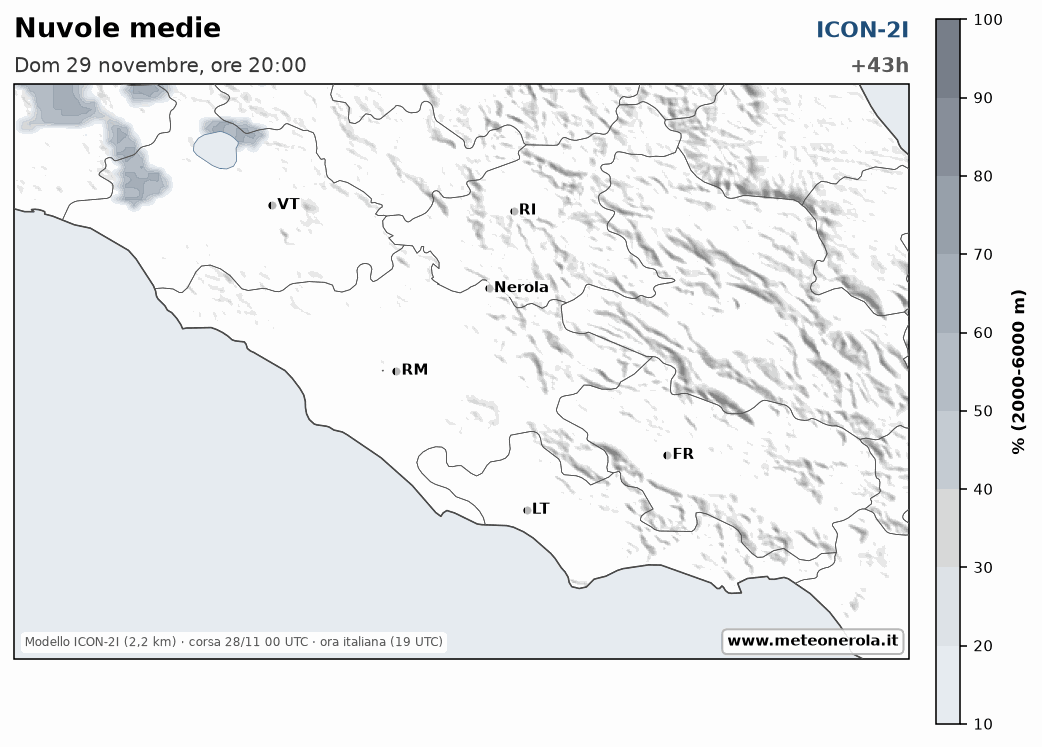 Nuvole medie
ICON-2I
Dom 29 novembre, ore 20:00
+43h
VT
RI
Nerola
RM
FR
LT
Modello ICON-2I (2,2 km) · corsa 28/11 00 UTC · ora italiana (19 UTC)
www.meteonerola.it
100
90
80
70
60
50
40
30
20
10
% (2000-6000 m)